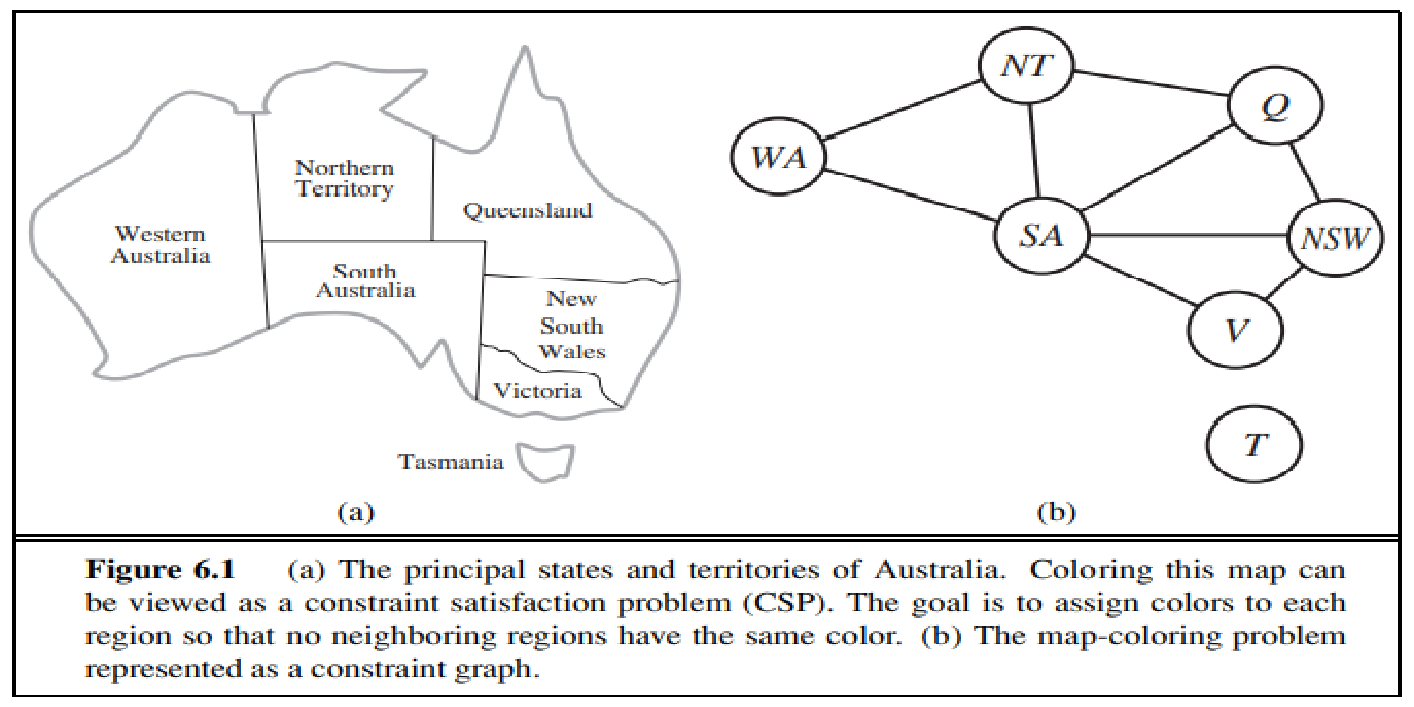 Northern
Territory
Western
Australia
Queensland
South
Australia
New
South
Wales
Victoria
Tasmania
(a)
NT
Q
WA
SA
NSW
V
T
(b)
Figure 6.1 (a) The principal states and territories of Australia. Coloring this map can
be viewed as a constraint satisfaction problem (CSP). The goal is to assign colors to each
region so that no neighboring regions have the same color. (b) The map-coloring problem
represented as a constraint graph.